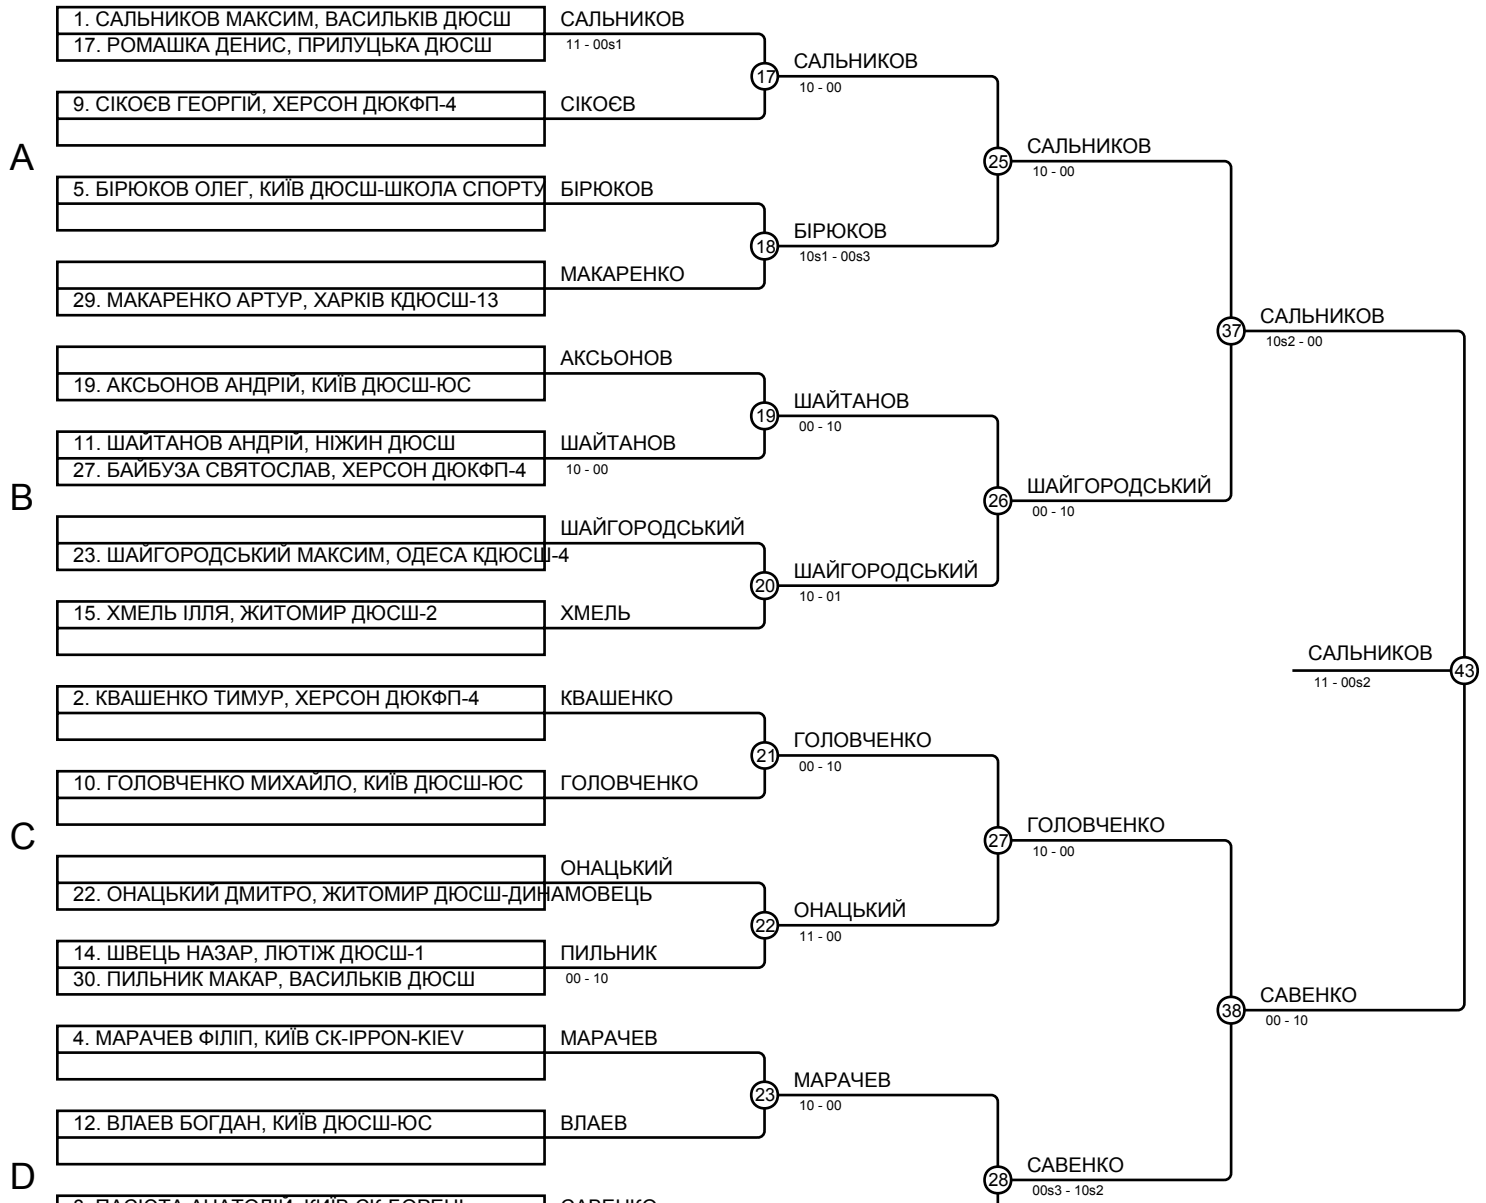 1. САЛЬНИКОВ МАКСИМ, ВАСИЛЬКІВ ДЮСШ
17. РОМАШКА ДЕНИС, ПРИЛУЦЬКА ДЮСШ
САЛЬНИКОВ
11 - 00s1
9. СІКОЄВ ГЕОРГІЙ, ХЕРСОН ДЮКФП-4
СІКОЄВ
17
САЛЬНИКОВ
10 - 00
A
5. БІРЮКОВ ОЛЕГ, КИЇВ ДЮСШ-ШКОЛА СПОРТУ
БІРЮКОВ
МАКАРЕНКО
29. МАКАРЕНКО АРТУР, ХАРКІВ КДЮСШ-13
18
БІРЮКОВ
10s1 - 00s3
25
САЛЬНИКОВ
10 - 00
АКСЬОНОВ
19. АКСЬОНОВ АНДРІЙ, КИЇВ ДЮСШ-ЮС
11. ШАЙТАНОВ АНДРІЙ, НІЖИН ДЮСШ
27. БАЙБУЗА СВЯТОСЛАВ, ХЕРСОН ДЮКФП-4
ШАЙТАНОВ
10 - 00
19
ШАЙТАНОВ
00 - 10
B
ШАЙГОРОДСЬКИЙ
23. ШАЙГОРОДСЬКИЙ МАКСИМ, ОДЕСА КДЮСШ-4
15. ХМЕЛЬ ІЛЛЯ, ЖИТОМИР ДЮСШ-2
ХМЕЛЬ
20
ШАЙГОРОДСЬКИЙ
10 - 01
26
ШАЙГОРОДСЬКИЙ
00 - 10
37
САЛЬНИКОВ
10s2 - 00
2. КВАШЕНКО ТИМУР, ХЕРСОН ДЮКФП-4
КВАШЕНКО
10. ГОЛОВЧЕНКО МИХАЙЛО, КИЇВ ДЮСШ-ЮС
ГОЛОВЧЕНКО
21
ГОЛОВЧЕНКО
00 - 10
C
ОНАЦЬКИЙ
22. ОНАЦЬКИЙ ДМИТРО, ЖИТОМИР ДЮСШ-ДИНАМОВЕЦЬ
14. ШВЕЦЬ НАЗАР, ЛЮТІЖ ДЮСШ-1
30. ПИЛЬНИК МАКАР, ВАСИЛЬКІВ ДЮСШ
ПИЛЬНИК
00 - 10
22
ОНАЦЬКИЙ
11 - 00
27
ГОЛОВЧЕНКО
10 - 00
4. МАРАЧЕВ ФІЛІП, КИЇВ СК-IPPON-KIEV
МАРАЧЕВ
12. ВЛАЕВ БОГДАН, КИЇВ ДЮСШ-ЮС
ВЛАЕВ
23
МАРАЧЕВ
10 - 00
D
28
САВЕНКО
00s3 - 10s2
38
САВЕНКО
00 - 10
САЛЬНИКОВ
11 - 00s2
43
САВЕНКО